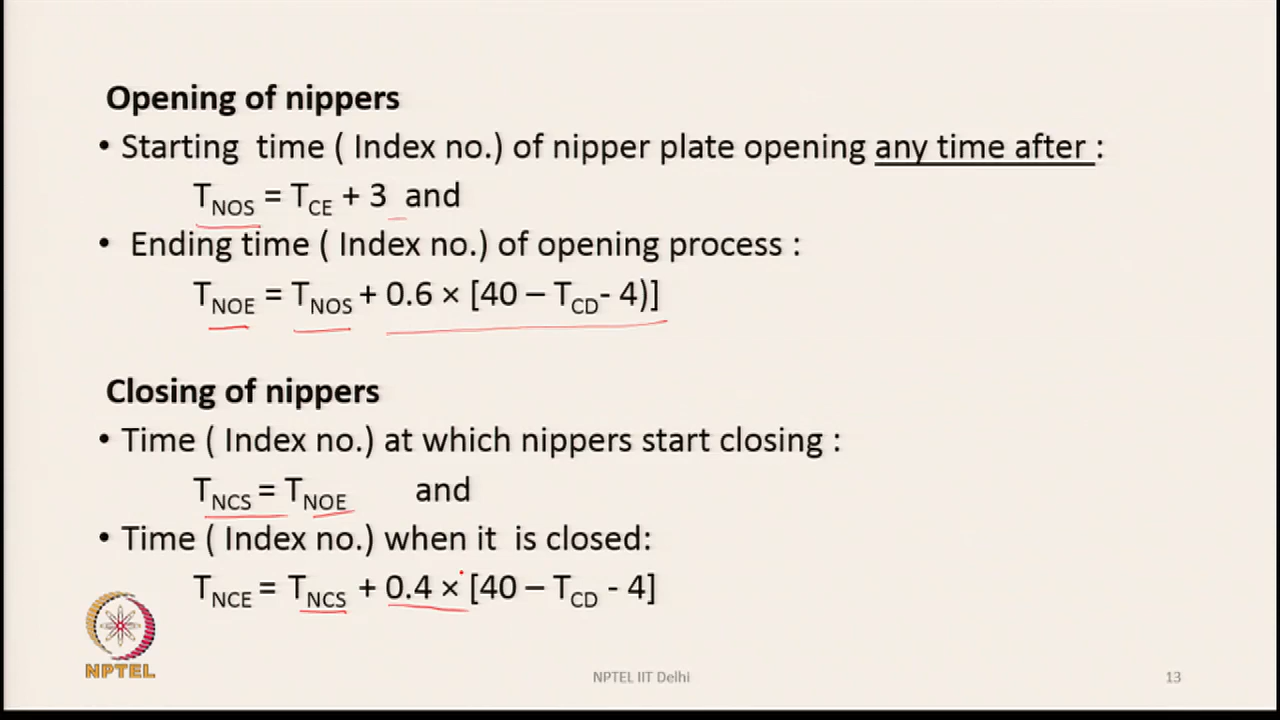 Opening of nippers
• Starting time ( Index no.) of nipper plate opening any time after :
T_NOS = T_CE + 3 and
• Ending time ( Index no.) of opening process :
T_NOE = T_NOS + 0.6 × [40 – T_CD- 4)]
Closing of nippers
• Time ( Index no.) at which nippers start closing :
T_NCS = T_NOE and
• Time ( Index no.) when it is closed:
T_NCE = T_NCS + 0.4 × [40 – T_CD - 4]
NPTEL
NPTEL IIT Delhi
13